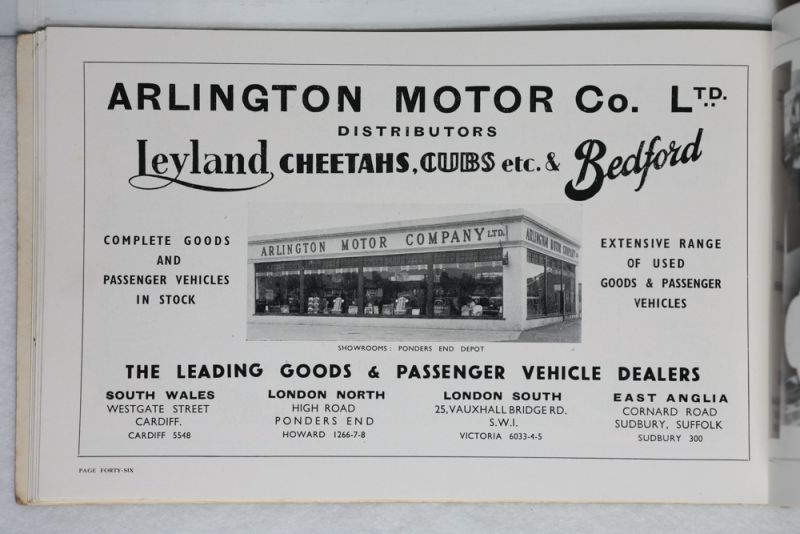 ARLINGTON MOTOR Co. LTD.
DISTRIBUTORS
Leyland CHEETAHS, CUBS etc. & Bedford
COMPLETE GOODS
AND
PASSENGER VEHICLES
IN STOCK
ARLINGTON MOTOR COMPANY LTD.
ARLINGTON MOTOR COMPANY
EXTENSIVE RANGE
OF USED
GOODS & PASSENGER
VEHICLES
SHOWROOMS: PONDERS END DEPOT
THE LEADING GOODS & PASSENGER VEHICLE DEALERS
SOUTH WALES
WESTGATE STREET
CARDIFF.
CARDIFF 5548
LONDON NORTH
HIGH ROAD
PONDERS END
HOWARD 1266-7-8
LONDON SOUTH
25, VAUXHALL BRIDGE RD.
S.W.1.
VICTORIA 6033-4-5
EAST ANGLIA
CORNARD ROAD
SUDBURY, SUFFOLK
SUDBURY 300
PAGE FORTY-SIX